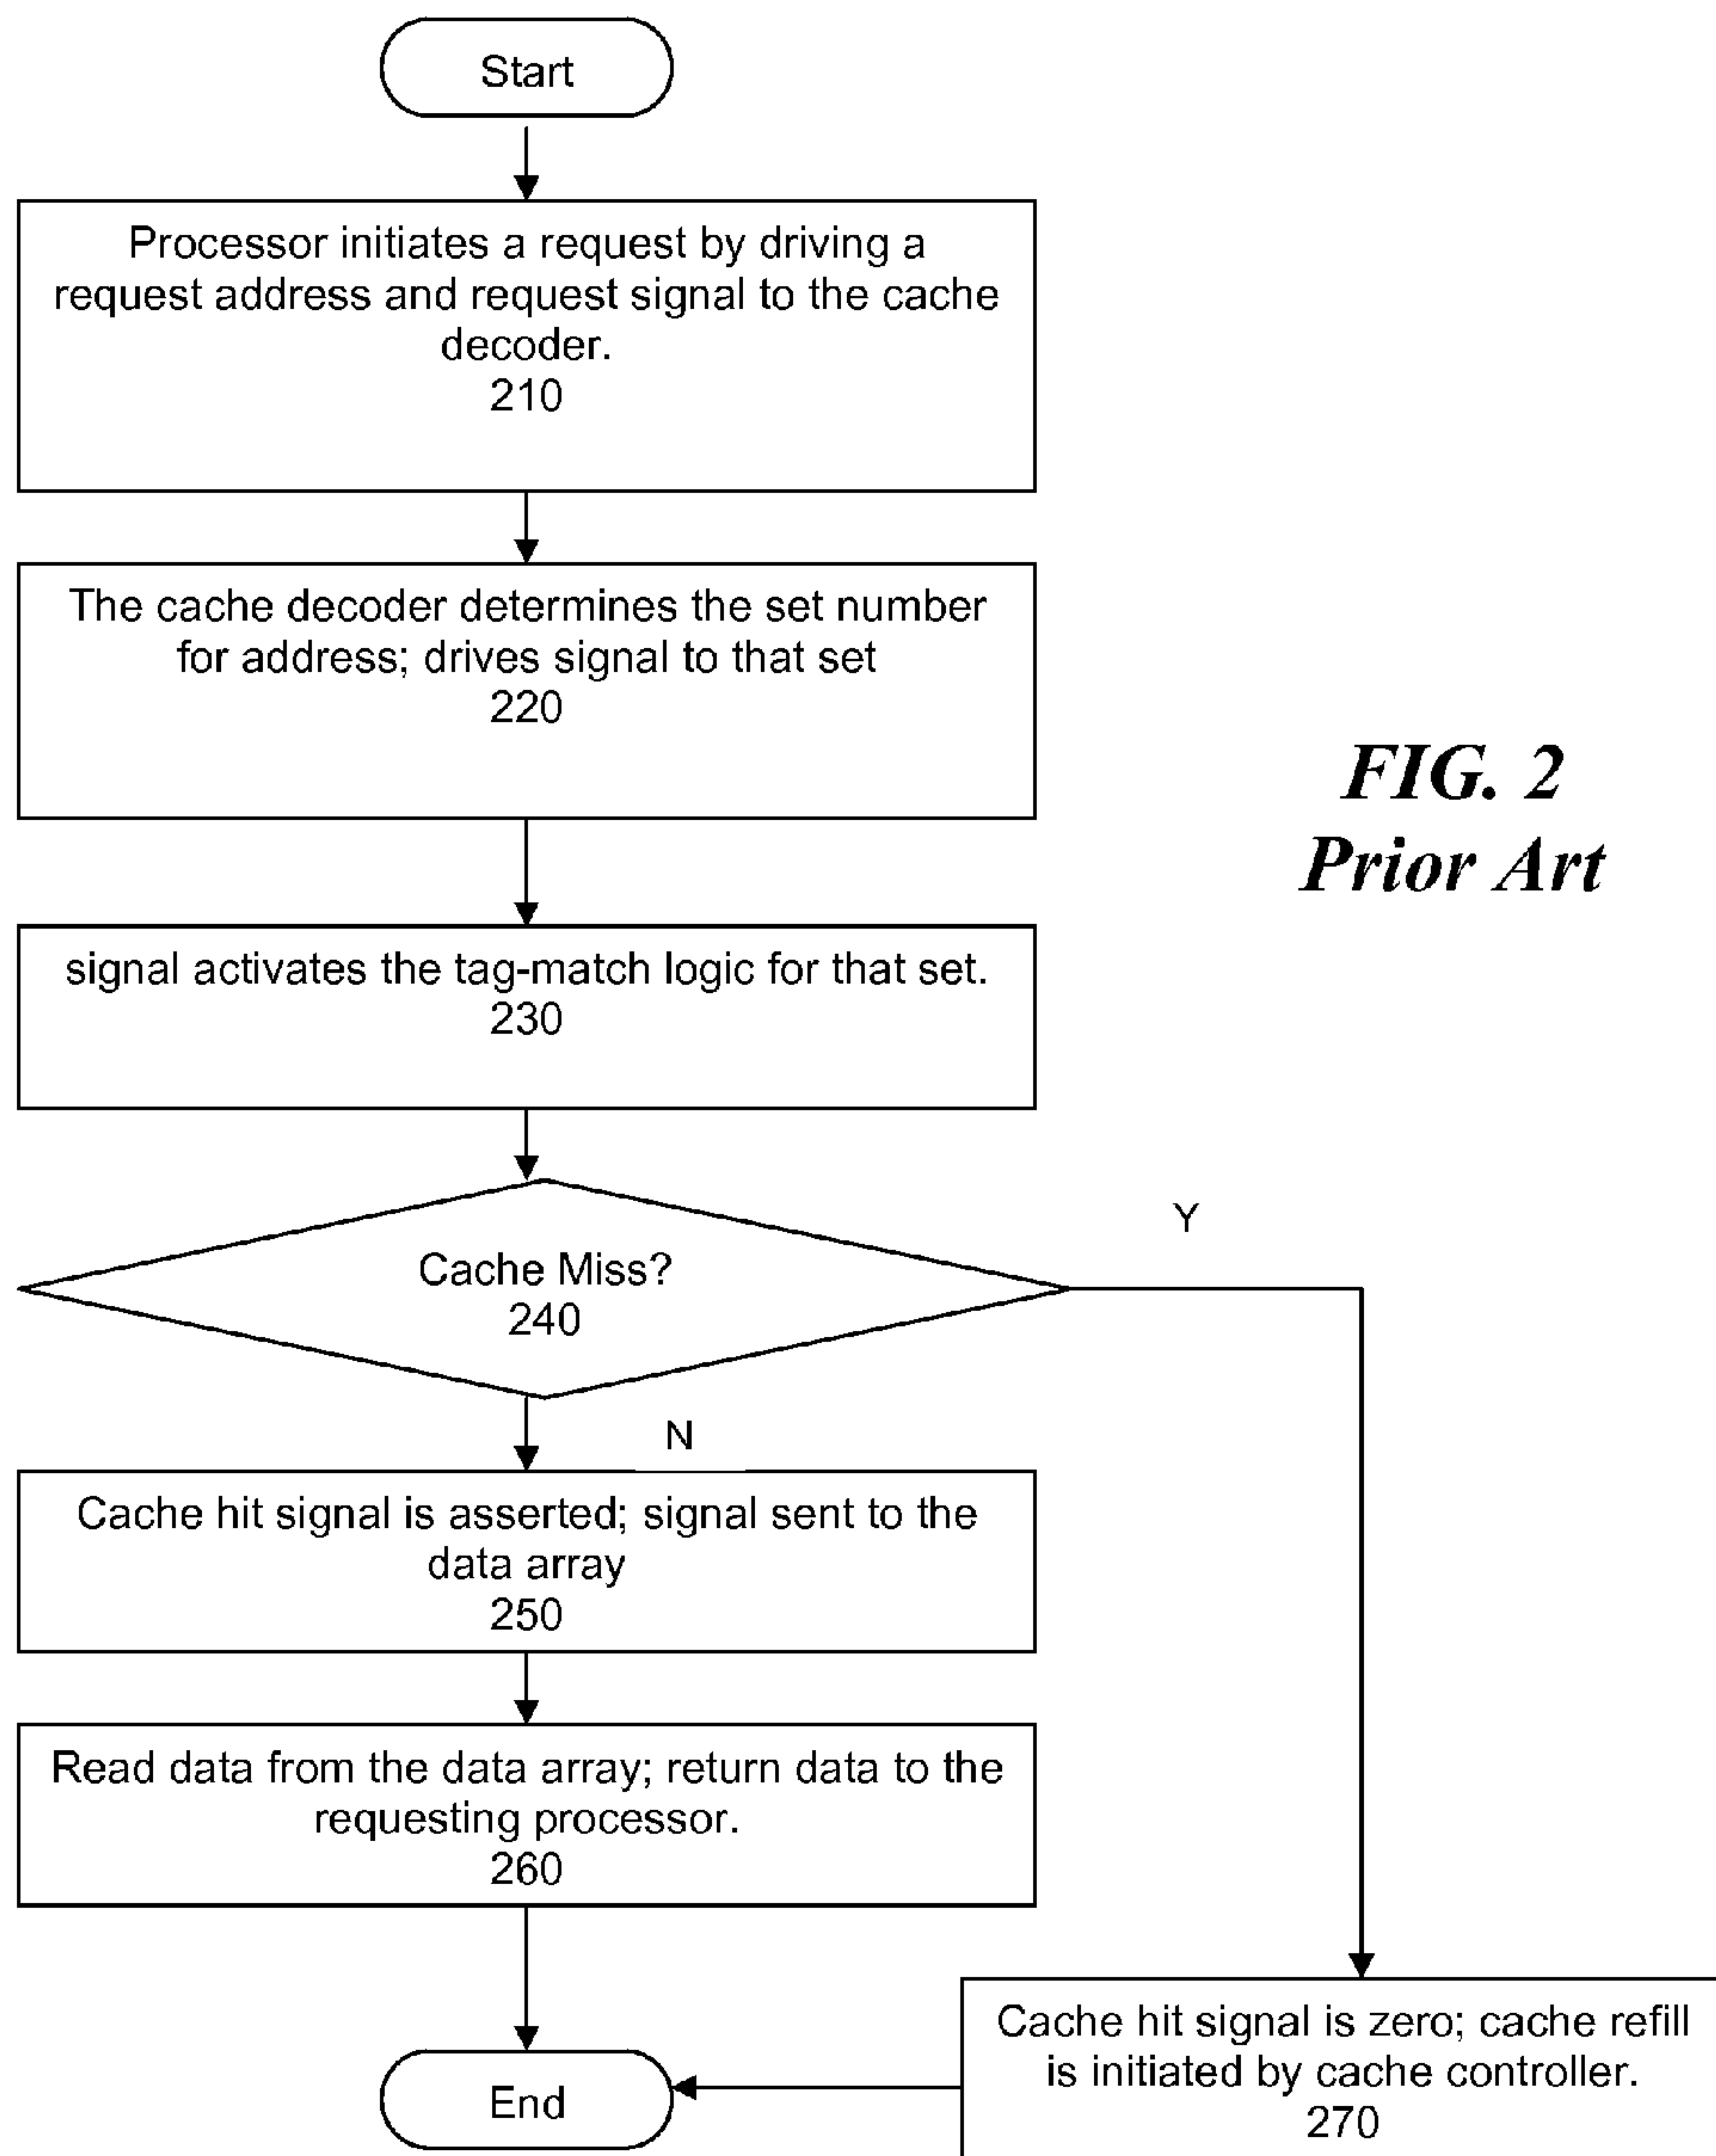 Start
Processor initiates a request by driving a
request address and request signal to the cache
decoder.
210
The cache decoder determines the set number
for address; drives signal to that set
220
FIG. 2
Prior Art
signal activates the tag-match logic for that set.
230
Y
Cache Miss?
240
N
Cache hit signal is asserted; signal sent to the
data array
250
Read data from the data array; return data to the
requesting processor.
260
Cache hit signal is zero; cache refill
is initiated by cache controller.
270
End